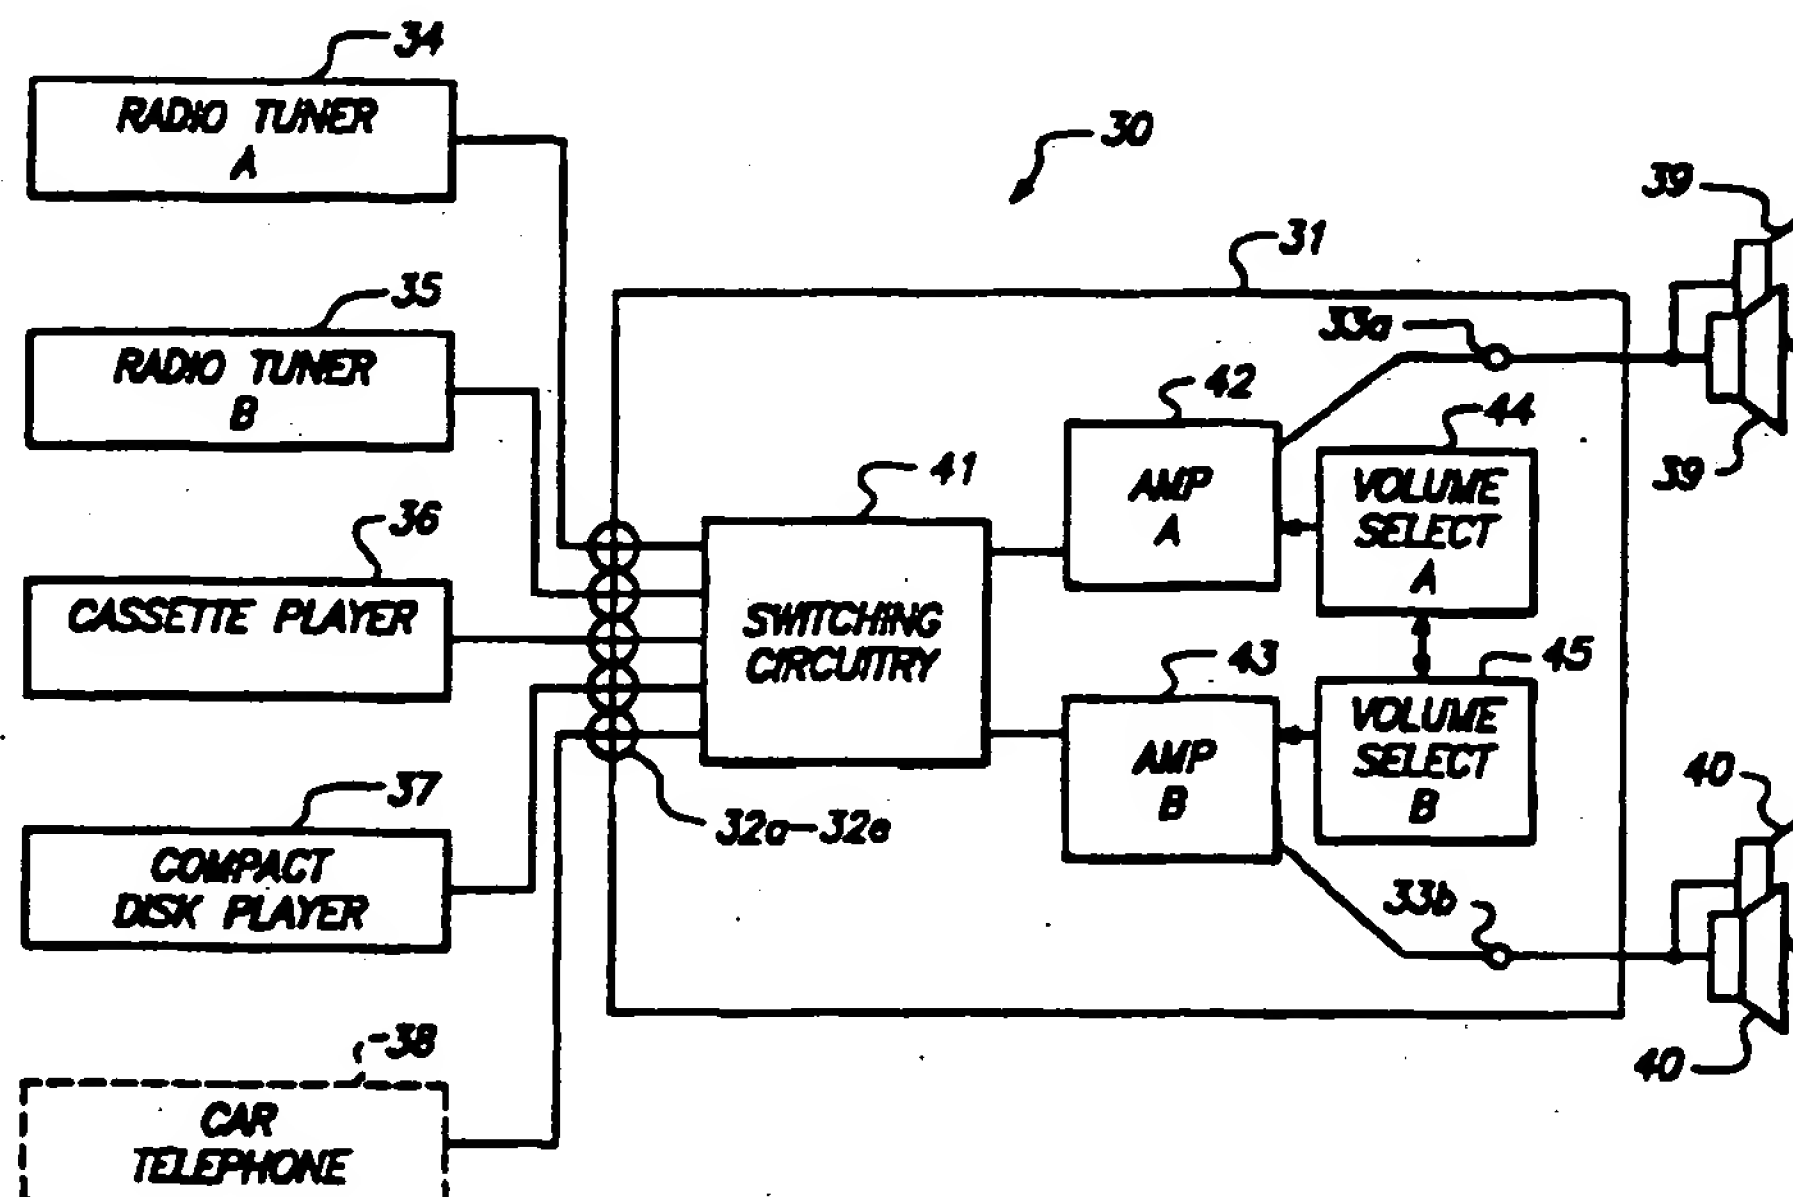 34
RADIO TUNER
A
30
39
31
35
RADIO TUNER
B
33a
42
44
AMP
A
VOLUME
SELECT
A
39
41
36
CASSETTE PLAYER
SWITCHING
CIRCUITRY
43
45
AMP
B
VOLUME
SELECT
B
40
37
COMPACT
DISK PLAYER
32a-32e
33b
38
CAR
TELEPHONE
40